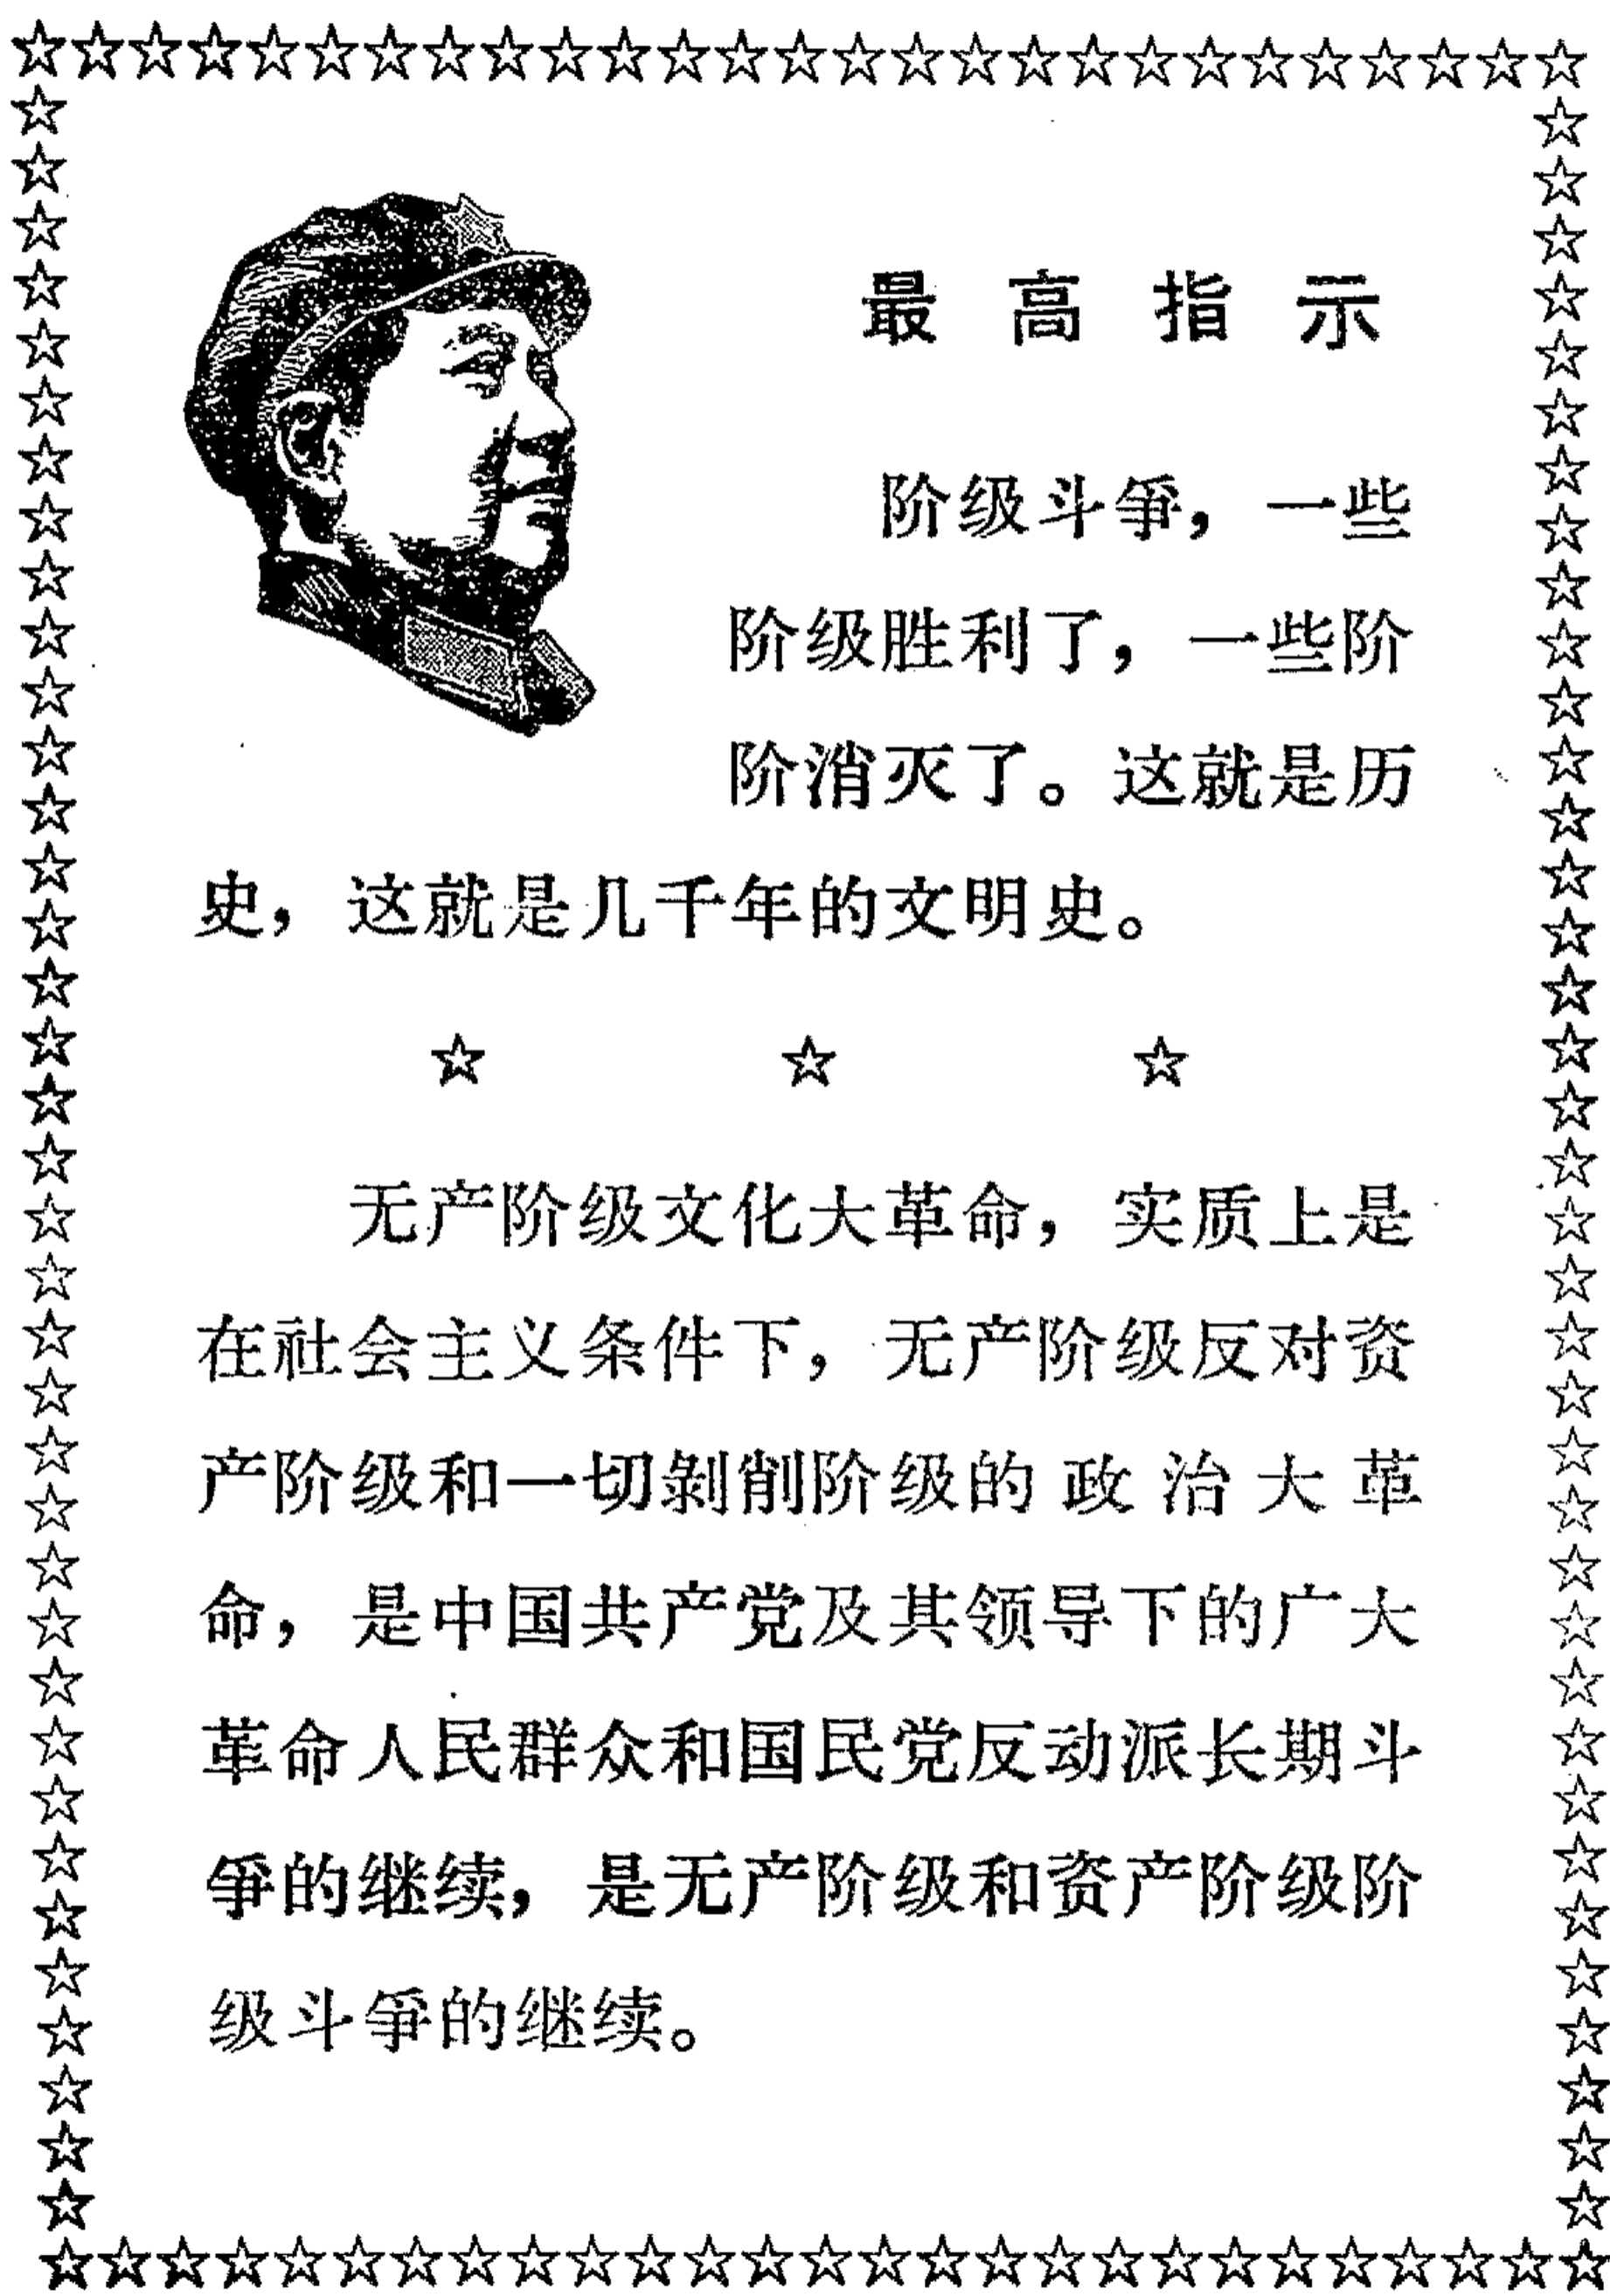 最高指示
阶级斗爭，一些
阶级胜利了，一些阶
阶消灭了。这就是历
史，这就是几千年的文明史。
无产阶级文化大革命，实质上是
在社会主义条件下，无产阶级反对资
产阶级和一切剝削阶级的政治大革
命，是中国共产党及其领导下的广大
革命人民群众和国民党反动派长期斗
爭的继续，是无产阶级和资产阶级阶
级斗爭的继续。